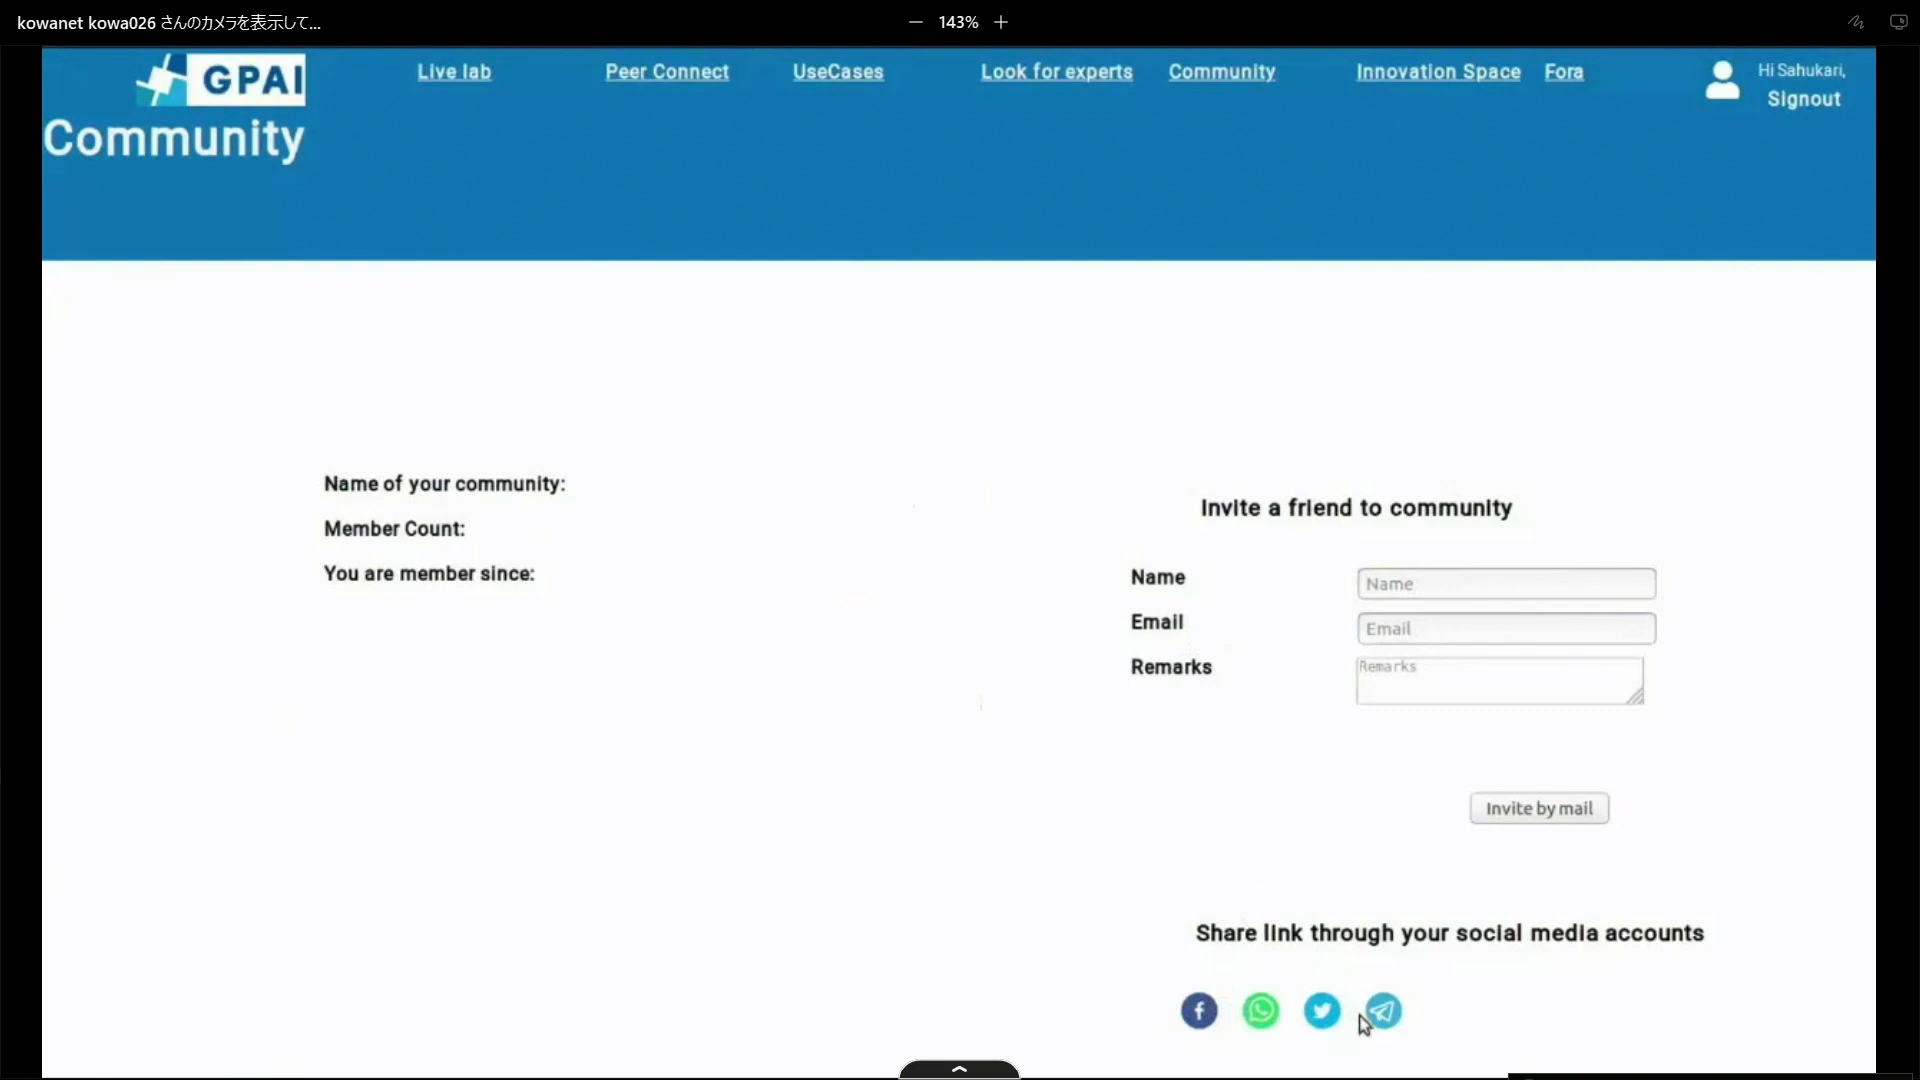 kowanet kowa026 さんのカメラを表示して...
143%
GPAI
Live lab
Peer Connect
UseCases
Look for experts
Community
Innovation Space
Fora
Hi Sahukari,
Signout
Community
Name of your community:
Member Count:
You are member since:
Invite a friend to community
Name
Name
Email
Email
Remarks
Remarks
Invite by mail
Share link through your social media accounts